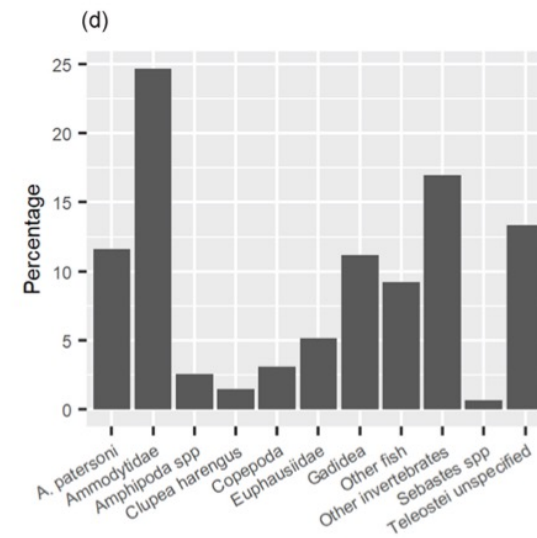 (d)
Percentage
25
20
15
10
5
0
A. patersoni
Ammodytidae
Amphipoda spp
Clupea harengus
Copepoda
Euphausiidae
Gadidea
Other fish
Other invertebrates
Sebastes spp
Teleostei unspecified